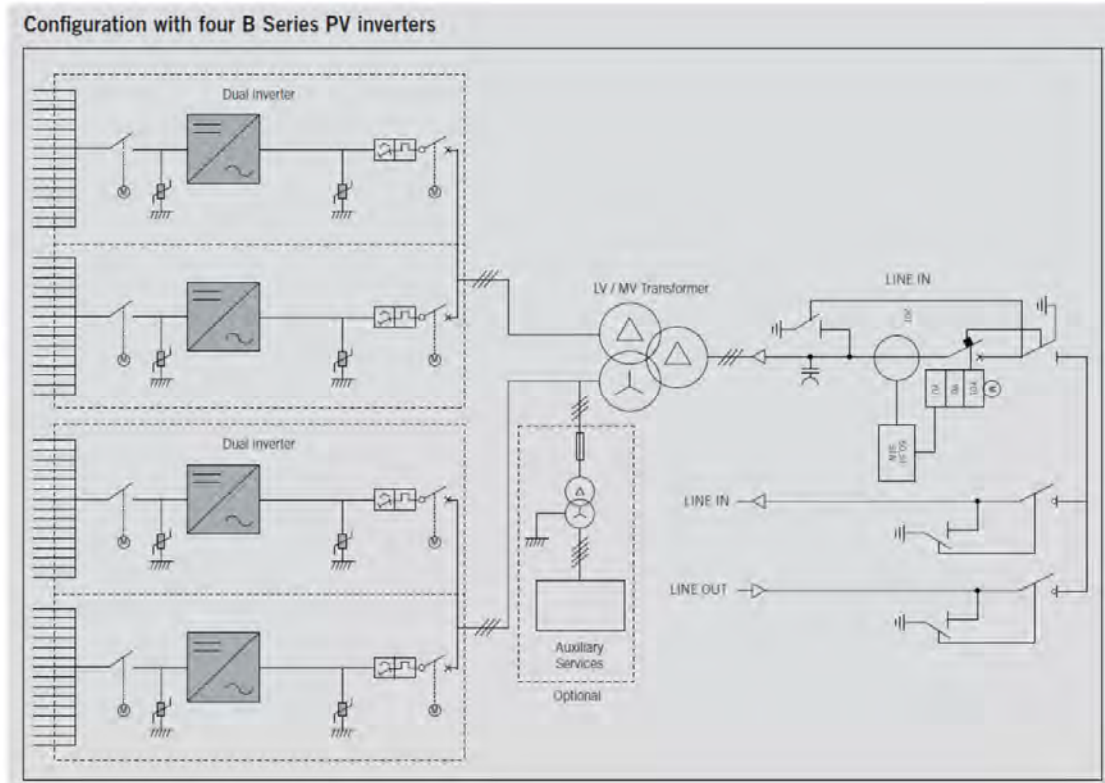 Configuration with four B Series PV inverters
Dual inverter
LV / MV Transformer
LINE IN
Dual inverter
LINE IN
LINE OUT
Auxiliary
Services
Optional
M
M
M
M
M
M
M
M
M